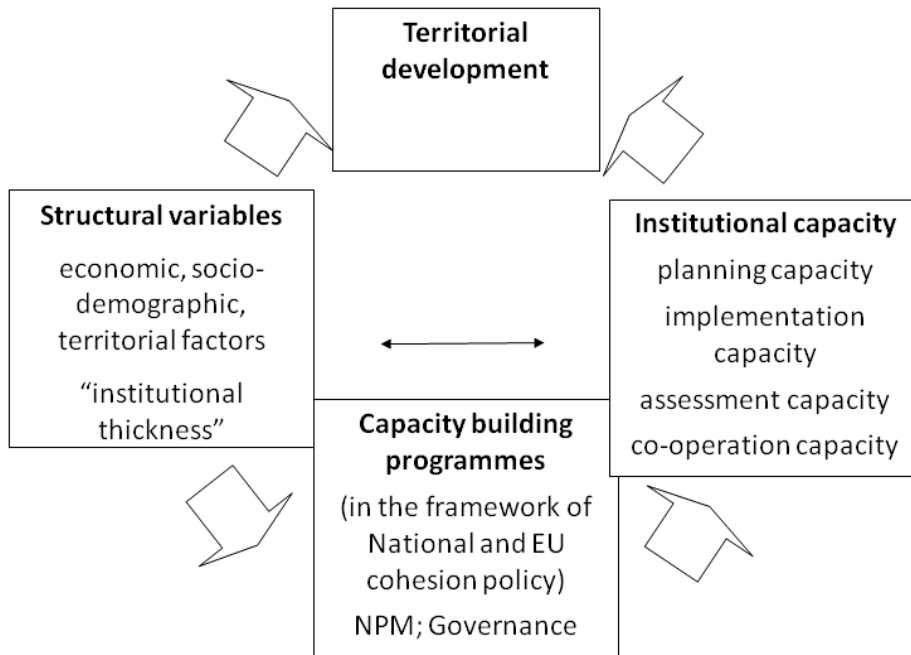 Territorial
development
Structural variables
economic, socio-
demographic,
territorial factors
“institutional
thickness”
Institutional capacity
planning capacity
implementation
capacity
assessment capacity
co-operation capacity
Capacity building
programmes
(in the framework of
National and EU
cohesion policy)
NPM; Governance